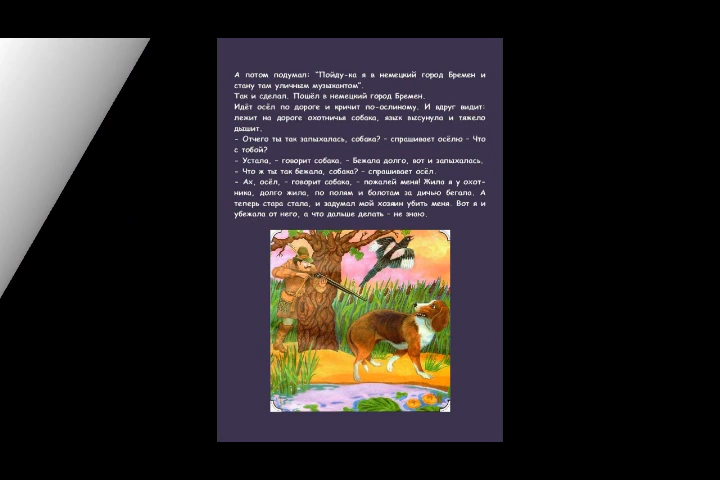 А потом подумал: "Пойду-ка я в немецкий город Бремен и
стану там уличным музыкантом".
Так и сделал. Пошёл в немецкий город Бремен.
Идёт осёл по дороге и кричит по-ослиному. И вдруг видит:
лежит на дороге охотничья собака, язык высунула и тяжело
дышит.
- Отчего ты так запыхалась, собака? - спрашивает осёлю - Что
с тобой?
- Устала, - говорит собака. - Бежала долго, вот и запыхалась.
- Что ж ты так бежала, собака? - спрашивает осёл.
- Ах, осёл, - говорит собака, - пожалей меня! Жила я у охот-
ника, долго жила, по полям и болотам за дичью бегала. А
теперь стара стала, и задумал мой хозяин убить меня. Вот я и
убежала от него, а что дальше делать - не знаю.